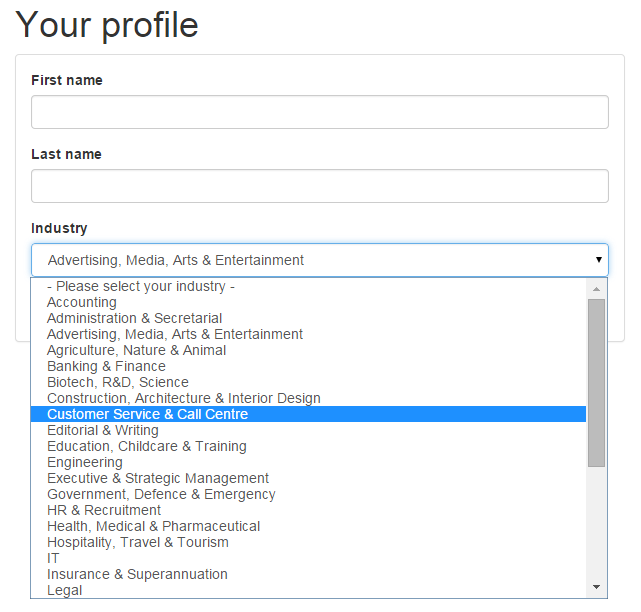 Your profile
First name
Last name
Industry
Advertising, Media, Arts & Entertainment
- Please select your industry -
Accounting
Administration & Secretarial
Advertising, Media, Arts & Entertainment
Agriculture, Nature & Animal
Banking & Finance
Biotech, R&D, Science
Construction, Architecture & Interior Design
Customer Service & Call Centre
Editorial & Writing
Education, Childcare & Training
Engineering
Executive & Strategic Management
Government, Defence & Emergency
HR & Recruitment
Health, Medical & Pharmaceutical
Hospitality, Travel & Tourism
IT
Insurance & Superannuation
Legal